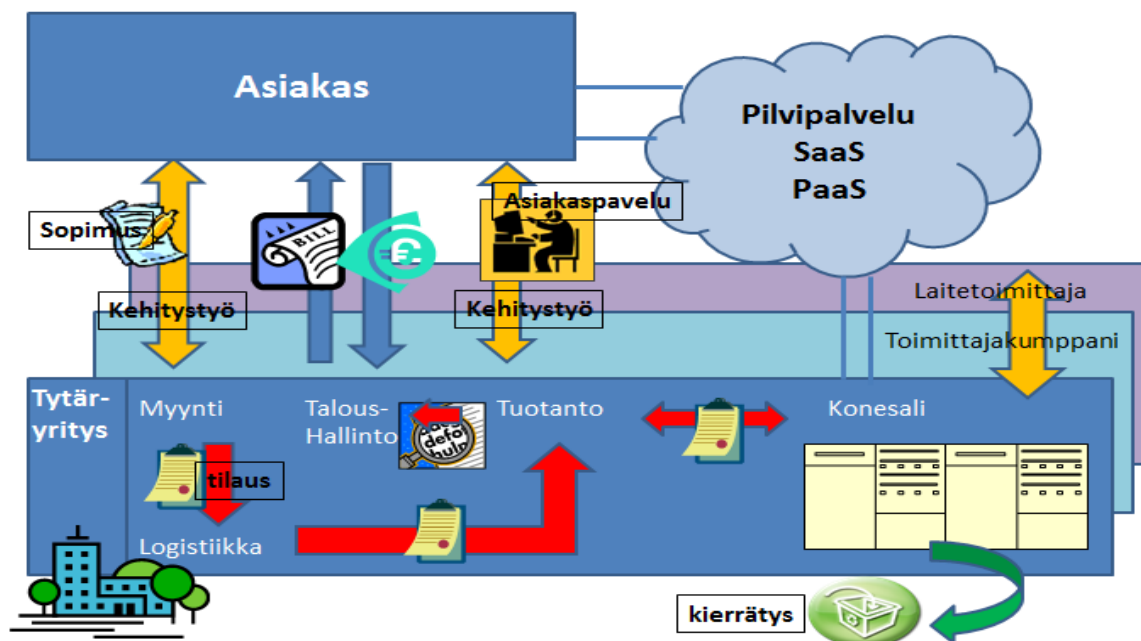 Asiakas
Pilvipalvelu
SaaS
PaaS
Sopimus
BILL
Asiakaspavelu
Kehitystyö
Kehitystyö
Laitetoimittaja
Toimittajakumppani
Tytär-
yritys
Myynti
Talous-
Hallinto
Tuotanto
Konesali
tilaus
Logistiikka
kierrätys